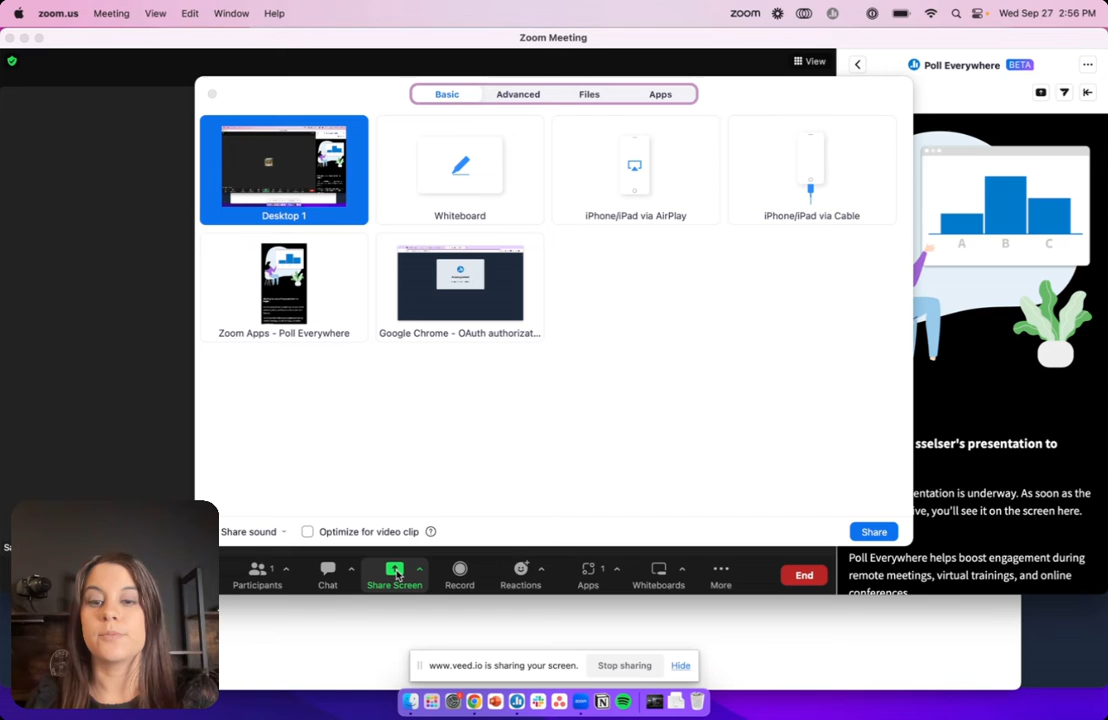 zoom.us Meeting View Edit Window Help
zoom Wed Sep 27 2:56 PM
Zoom Meeting
View
Poll Everywhere BETA
Basic Advanced Files Apps
Desktop 1
Whiteboard
iPhone/iPad via AirPlay
iPhone/iPad via Cable
A B C
Zoom Apps - Poll Everywhere
Google Chrome - OAuth authorizat...
sselser's presentation to
entation is underway. As soon as the
ive, you'll see it on the screen here.
Share sound
Optimize for video clip
Share
Poll Everywhere helps boost engagement during
remote meetings, virtual trainings, and online
conferences.
Participants 1
Chat
Share Screen
Record
Reactions
Apps 1
Whiteboards
More
End
www.veed.io is sharing your screen. Stop sharing Hide